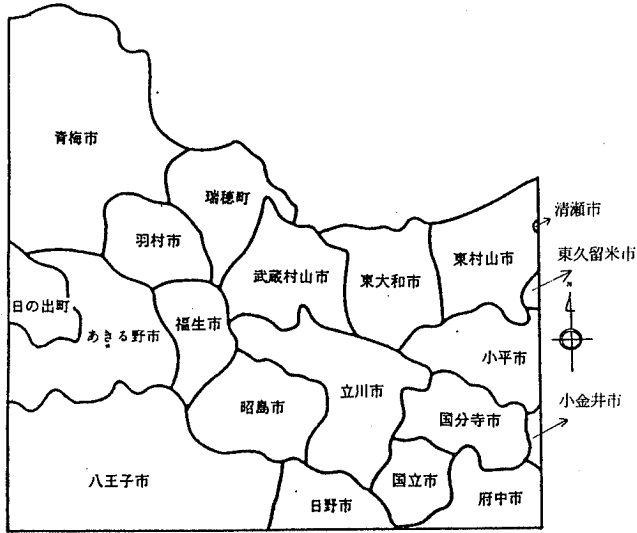 青梅市
瑞穂町
清瀬市
羽村市
東久留米市
武蔵村山市
東大和市
東村山市
日の出町
あきる野市
福生市
小平市
昭島市
立川市
小金井市
国分寺市
八王子市
国立市
日野市
府中市